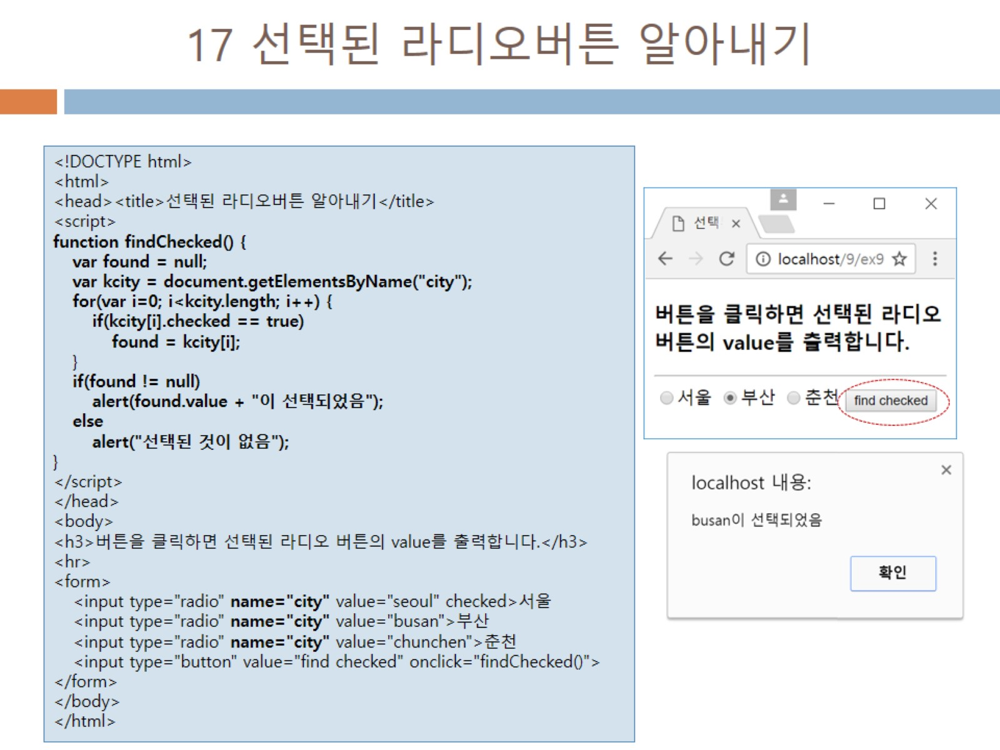 17 선택된 라디오버튼 알아내기
<!DOCTYPE html>
<html>
<head><title>선택된 라디오버튼 알아내기</title>
<script>
function findChecked() {
var found = null;
var kcity = document.getElementsByName("city");
for(var i=0; i<kcity.length; i++) {
if(kcity[i].checked == true)
found = kcity[i];
}
if(found != null)
alert(found.value + "이 선택되었음");
else
alert("선택된 것이 없음");
}
</script>
</head>
<body>
<h3>버튼을 클릭하면 선택된 라디오 버튼의 value를 출력합니다.</h3>
<hr>
<form>
<input type="radio" name="city" value="seoul" checked>서울
<input type="radio" name="city" value="busan">부산
<input type="radio" name="city" value="chunchen">춘천
<input type="button" value="find checked" onclick="findChecked()">
</form>
</body>
</html>
선택
localhost/9/ex9
버튼을 클릭하면 선택된 라디오
버튼의 value를 출력합니다.
서울 부산 춘천 find checked
localhost 내용:
busan이 선택되었음
확인